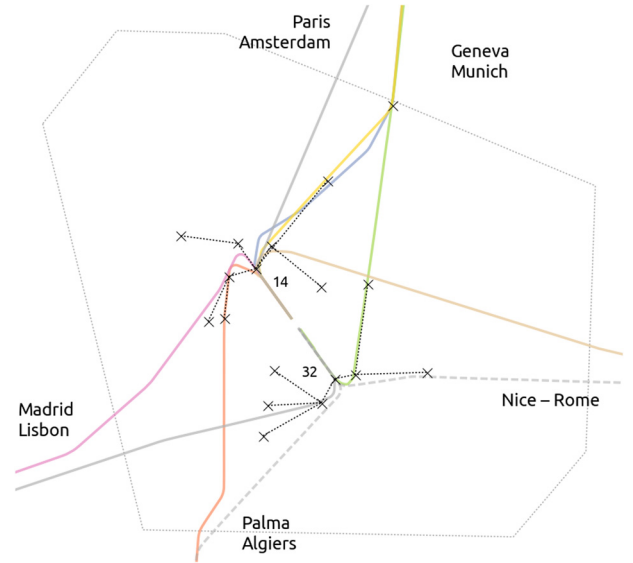 Paris
Amsterdam
Geneva
Munich
14
32
Nice – Rome
Madrid
Lisbon
Palma
Algiers